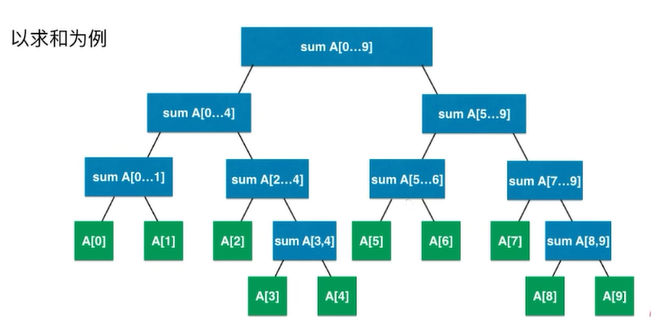 以求和为例
sum A[0...9]
sum A[0...4]
sum A[5...9]
sum A[0...1]
sum A[2...4]
sum A[5...6]
sum A[7...9]
A[0]
A[1]
A[2]
sum A[3,4]
A[5]
A[6]
A[7]
sum A[8,9]
A[3]
A[4]
A[8]
A[9]